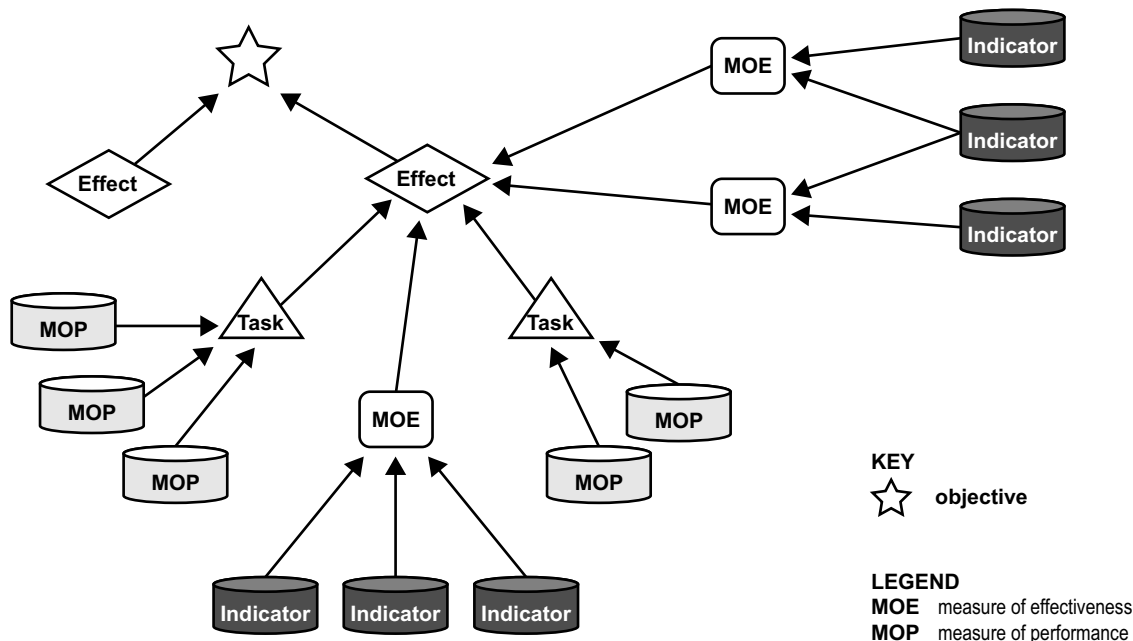 Indicator
MOE
Indicator
Effect
Effect
MOE
Indicator
Task
Task
MOP
MOP
MOE
MOP
MOP
MOP
KEY
objective
Indicator
Indicator
Indicator
LEGEND
MOE measure of effectiveness
MOP measure of performance